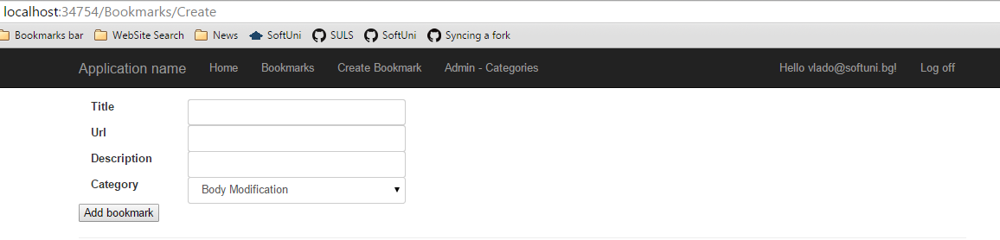 localhost:34754/Bookmarks/Create
Bookmarks bar WebSite Search News SoftUni SULS SoftUni Syncing a fork
Application name Home Bookmarks Create Bookmark Admin - Categories Hello vlado@softuni.bg! Log off
Title
Url
Description
Category Body Modification
Add bookmark